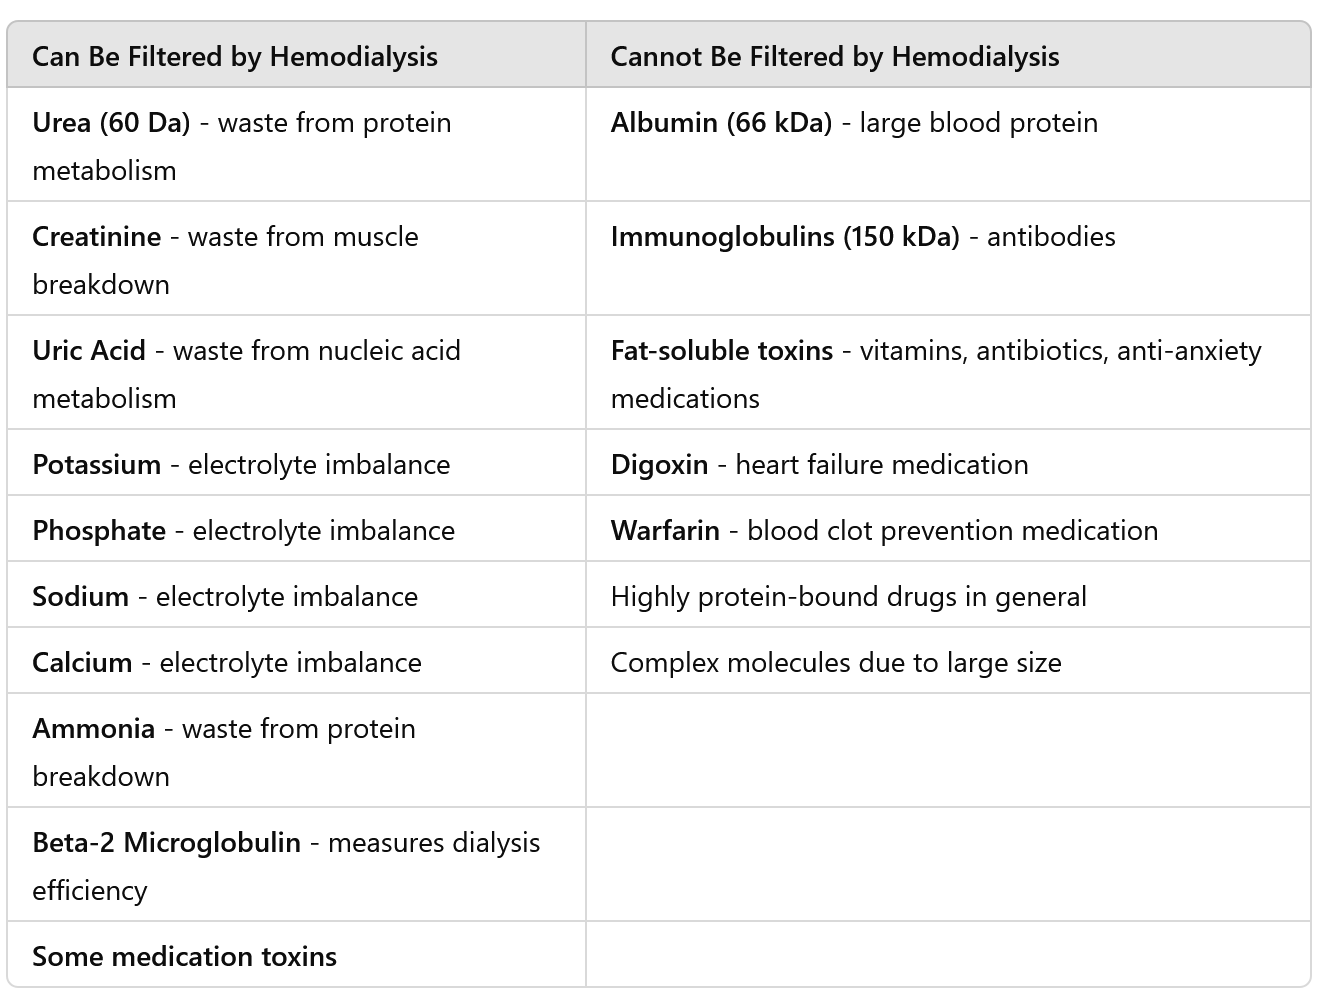 Can Be Filtered by Hemodialysis
Cannot Be Filtered by Hemodialysis
Urea (60 Da) - waste from protein
metabolism
Albumin (66 kDa) - large blood protein
Creatinine - waste from muscle
breakdown
Immunoglobulins (150 kDa) - antibodies
Uric Acid - waste from nucleic acid
metabolism
Fat-soluble toxins - vitamins, antibiotics, anti-anxiety
medications
Potassium - electrolyte imbalance
Digoxin - heart failure medication
Phosphate - electrolyte imbalance
Warfarin - blood clot prevention medication
Sodium - electrolyte imbalance
Highly protein-bound drugs in general
Calcium - electrolyte imbalance
Complex molecules due to large size
Ammonia - waste from protein
breakdown
Beta-2 Microglobulin - measures dialysis
efficiency
Some medication toxins